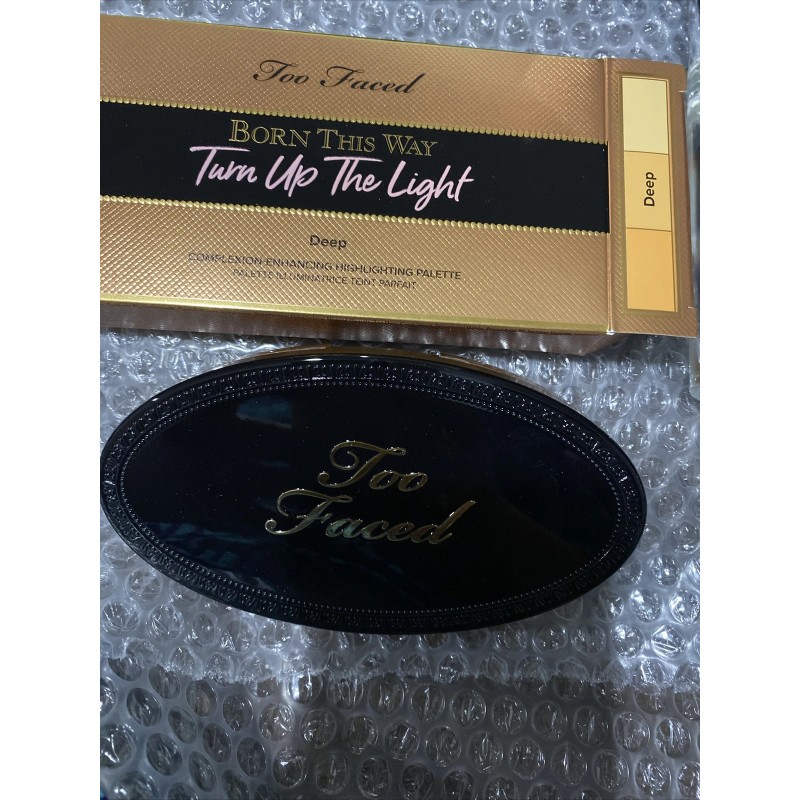 Too Faced
BORN THIS WAY
Turn Up The Light
Deep
COMPLEXION-ENHANCING HIGHLIGHTING PALETTE
PALETTE ILLUMINATRICE TEINT PARFAIT
Deep
Too
Faced